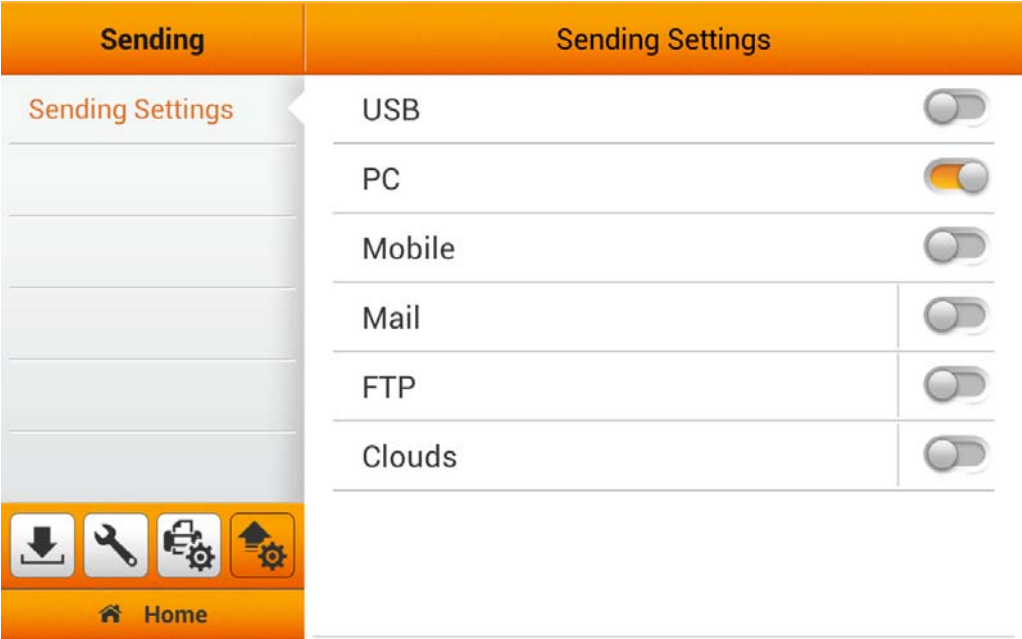 Sending
Sending Settings
Sending Settings
USB
PC
Mobile
Mail
FTP
Clouds
Home